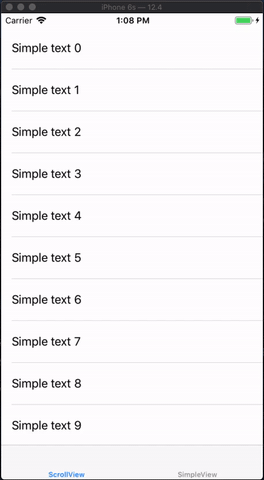 iPhone 6s — 12.4
Carrier 1:08 PM
Simple text 0
Simple text 1
Simple text 2
Simple text 3
Simple text 4
Simple text 5
Simple text 6
Simple text 7
Simple text 8
Simple text 9
ScrollView SimpleView